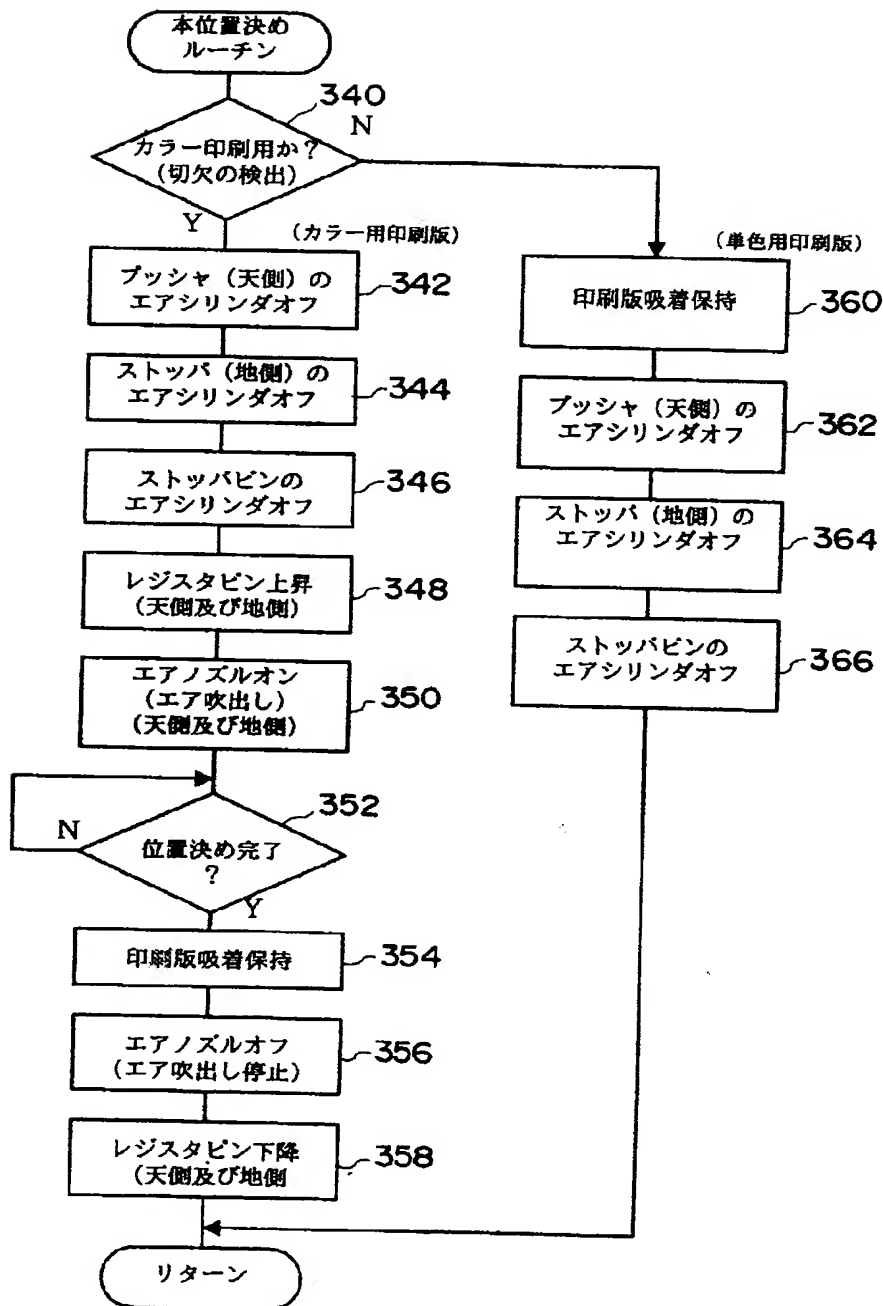 本位置決め
ルーチン
340
N
カラー印刷用か?
(切欠の検出)
Y
(カラー用印刷版)
プッシャ(天側)の
エアシリンダオフ
342
ストッパ(地側)の
エアシリンダオフ
344
ストッパピンの
エアシリンダオフ
346
レジスタピン上昇
(天側及び地側)
348
エアノズルオン
(エア吹出し)
(天側及び地側)
350
352
N
位置決め完了
?
Y
印刷版吸着保持
354
エアノズルオフ
(エア吹出し停止)
356
レジスタピン下降
(天側及び地側
358
(単色用印刷版)
印刷版吸着保持
360
プッシャ(天側)の
エアシリンダオフ
362
ストッパ(地側)の
エアシリンダオフ
364
ストッパピンの
エアシリンダオフ
366
リターン